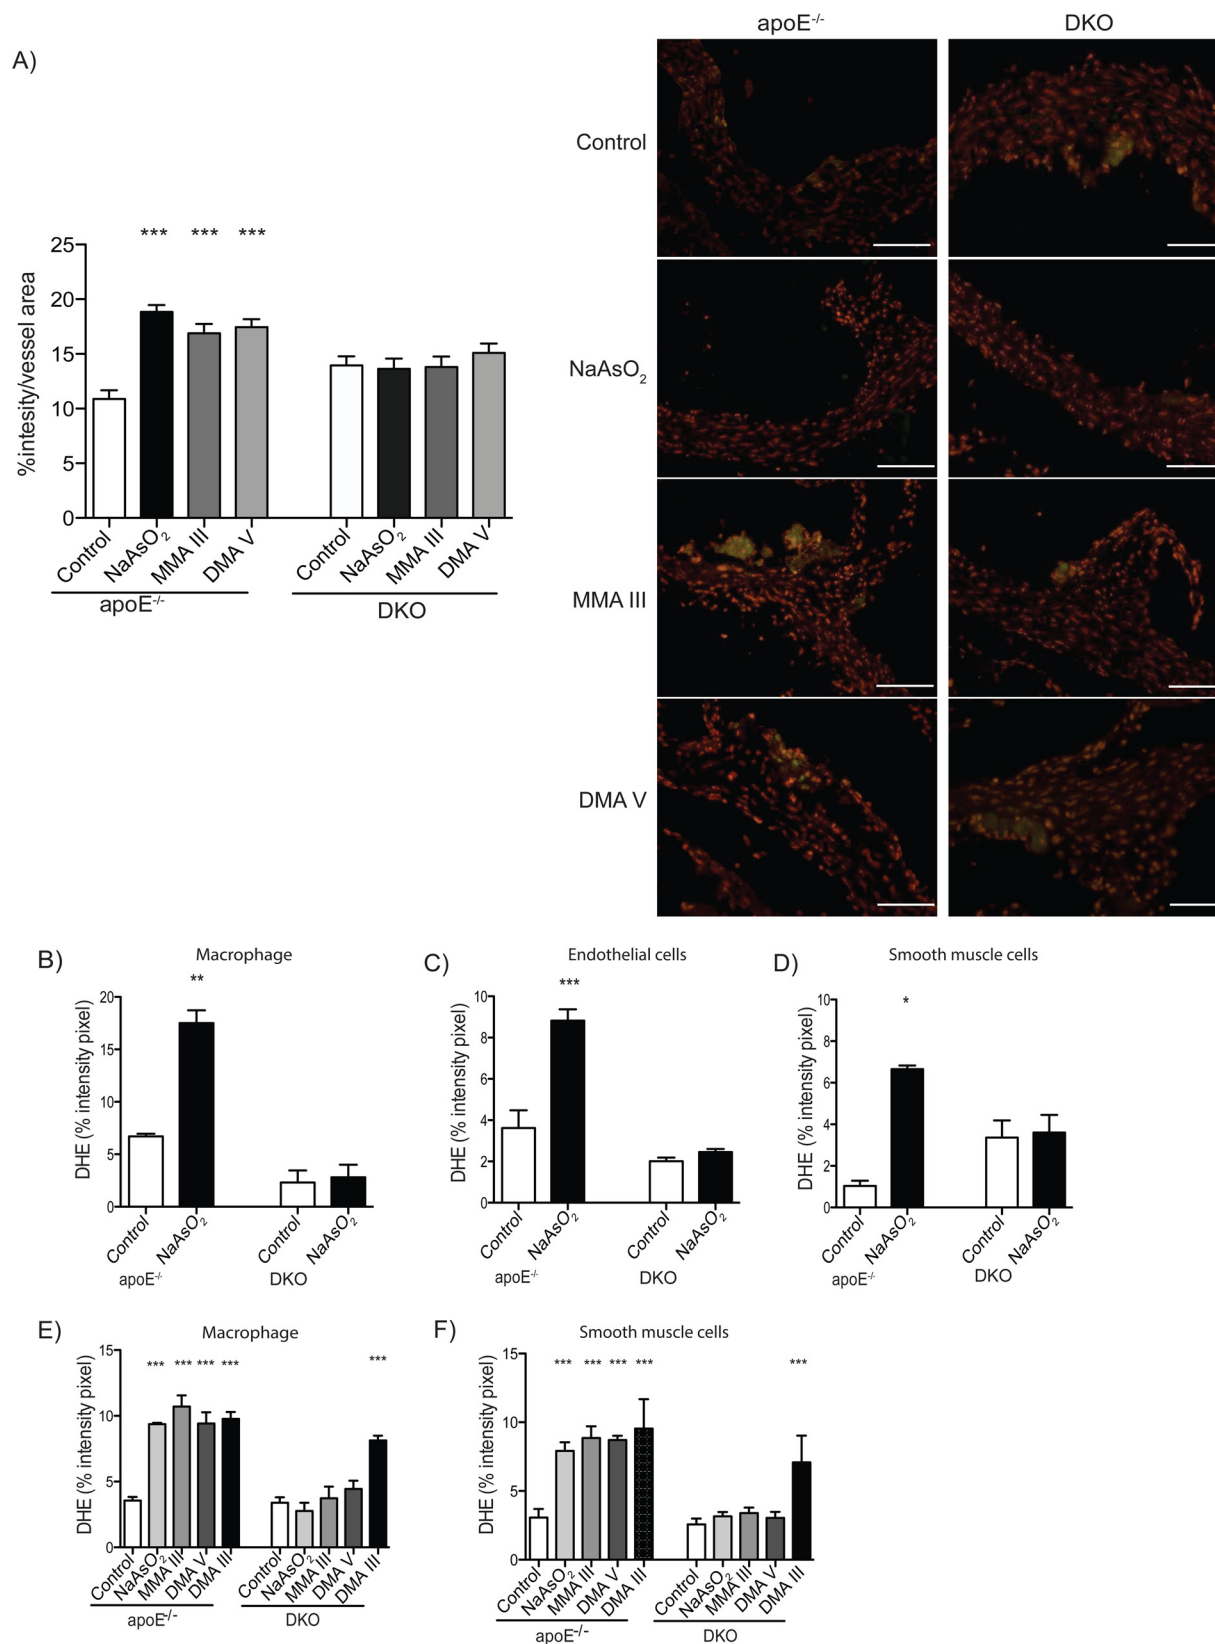 A)
apoE-/-
DKO
Control
NaAsO2
MMA III
DMA V
%intesity/vessel area
25
20
15
10
5
0
*** *** ***
Control NaAsO2 MMA III DMA V Control NaAsO2 MMA III DMA V
apoE-/- DKO
B) Macrophage
**
DHE (% intensity pixel)
20
15
10
5
0
Control NaAsO2 Control NaAsO2
apoE-/- DKO
C) Endothelial cells
***
DHE (% intensity pixel)
10
8
6
4
2
0
Control NaAsO2 Control NaAsO2
apoE-/- DKO
D) Smooth muscle cells
*
DHE (% intensity pixel)
10
8
6
4
2
0
Control NaAsO2 Control NaAsO2
apoE-/- DKO
E) Macrophage
*** *** *** *** ***
DHE (% intensity pixel)
15
10
5
0
Control NaAsO2 MMA III DMA V DMA III Control NaAsO2 MMA III DMA V DMA III
apoE-/- DKO
F) Smooth muscle cells
*** *** *** *** ***
DHE (% intensity pixel)
15
10
5
0
Control NaAsO2 MMA III DMA V DMA III Control NaAsO2 MMA III DMA V DMA III
apoE-/- DKO